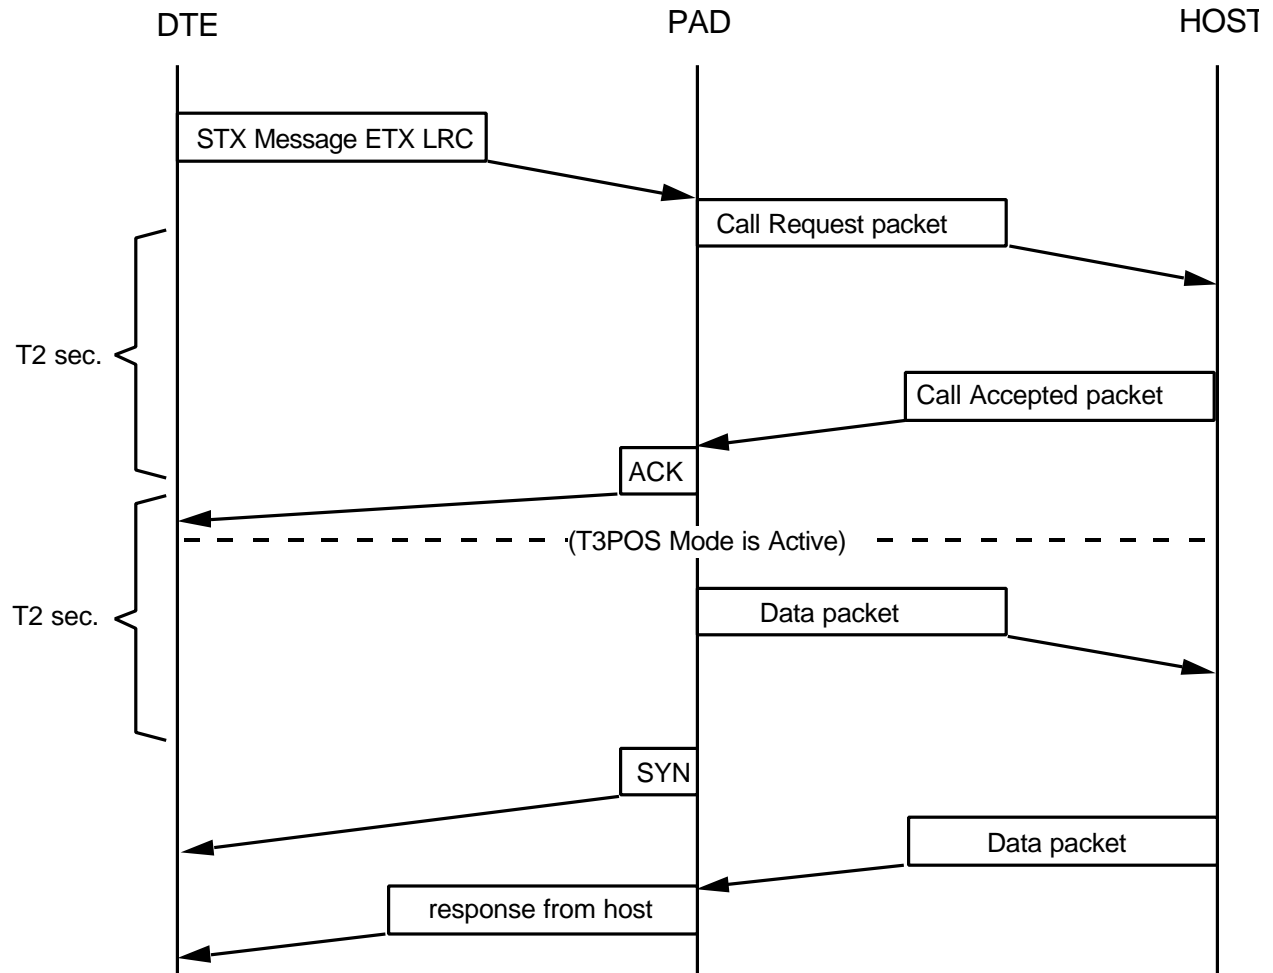 DTE
PAD
HOST
STX Message ETX LRC
Call Request packet
T2 sec.
Call Accepted packet
ACK
(T3POS Mode is Active)
Data packet
T2 sec.
SYN
Data packet
response from host